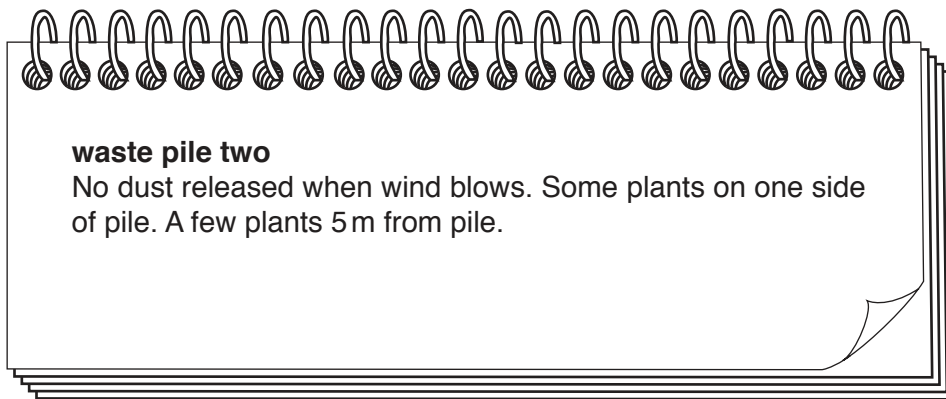 waste pile two
No dust released when wind blows. Some plants on one side
of pile. A few plants 5 m from pile.